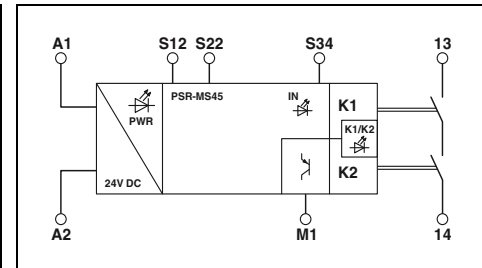 A1 S12 S22 S34 13
PSR-MS45 IN
K1
PWR
K1/K2
K2
24V DC
A2 M1 14